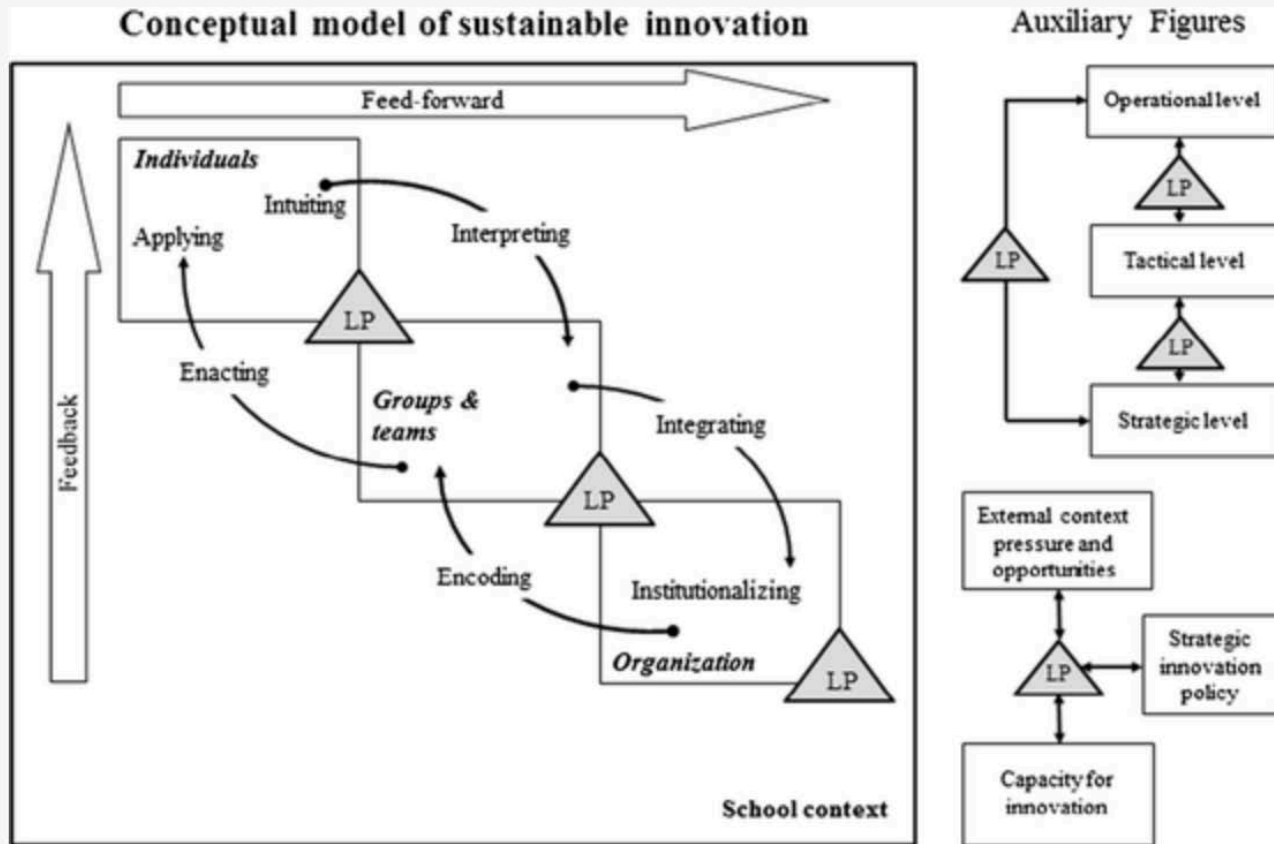 Conceptual model of sustainable innovation
Feed-forward
Feedback
Individuals
Intuiting
Applying
Interpreting
LP
Enacting
Groups &
teams
Integrating
LP
Encoding
Institutionalizing
Organization
LP
School context
Auxiliary Figures
Operational level
LP
LP
Tactical level
LP
Strategic level
External context
pressure and
opportunities
LP
Strategic
innovation
policy
Capacity for
innovation